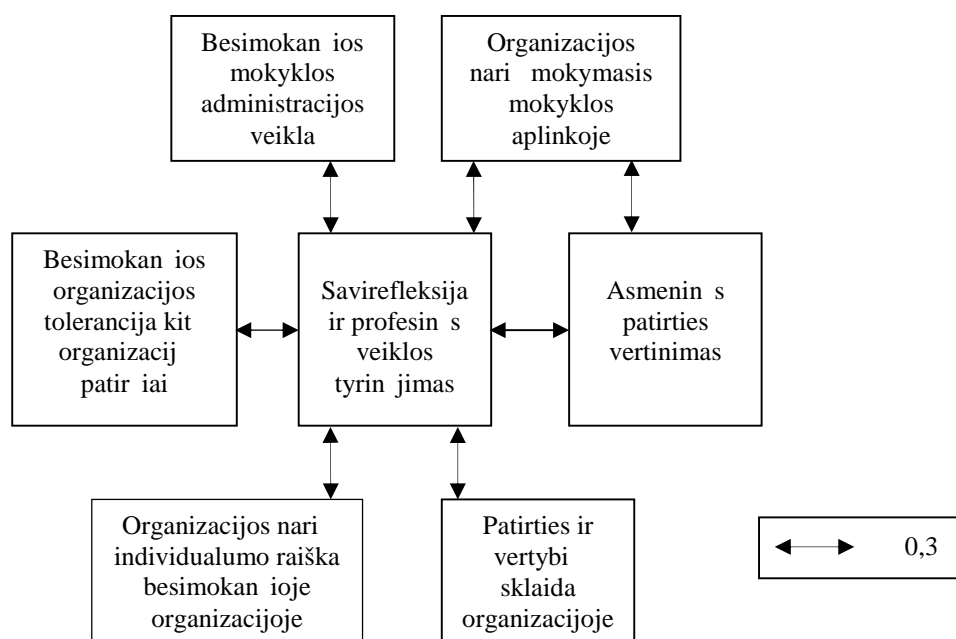 Besimokan ios
mokyklos
administracijos
veikla
Organizacijos
nari mokymasis
mokyklos
aplinkoje
Besimokan ios
organizacijos
tolerancija kit
organizacij
patir iai
Savirefleksija
ir profesin s
veiklos
tyrin jimas
Asmenin s
patirties
vertinimas
Organizacijos nari
individualumo raiška
besimokan ioje
organizacijoje
Patirties ir
vertybi
sklaida
organizacijoje
0,3